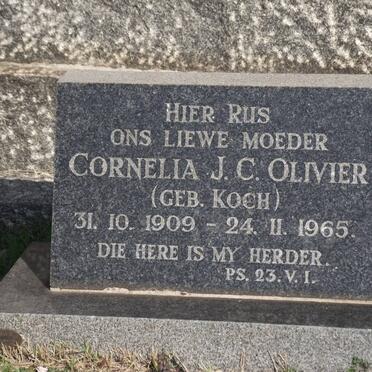 HIER RUS
ONS LIEWE MOEDER
CORNELIA J.C. OLIVIER
(GEB. KOCH)
31. 10. 1909 – 24. 11. 1965.
DIE HERE IS MY HERDER.
PS. 23. V. 1.